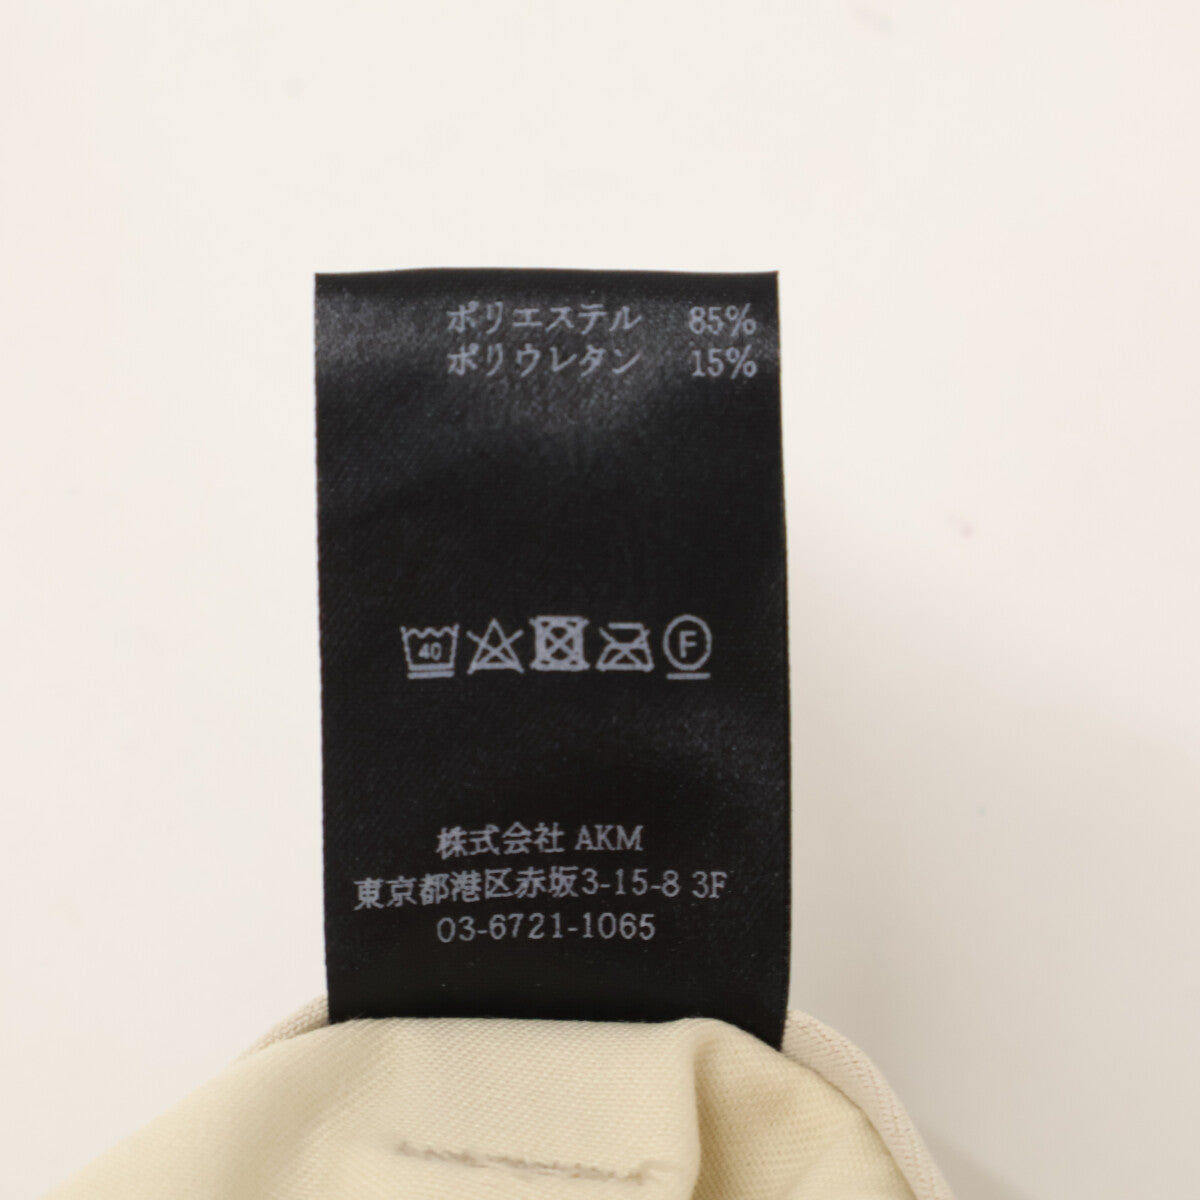 ポリエステル 85%
ポリウレタン 15%
40 F
株式会社 AKM
東京都港区赤坂3-15-8 3F
03-6721-1065